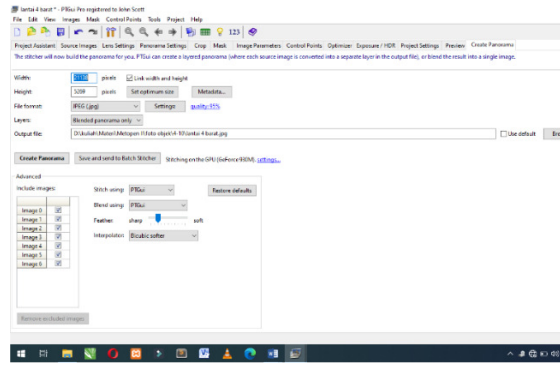 lantai 4 barat * - PTGui Pro registered to John Scott
File Edit View Images Mask Control Points Tools Project Help
123
Project Assistant Source Images Lens Settings Panorama Settings Crop Mask Image Parameters Control Points Optimizer Exposure / HDR Project Settings Preview Create Panorama
The stitcher will now build the panorama for you. PTGui can create a layered panorama (where each source image is converted into a separate layer in the output file), or blend the result into a single image.
Width: pixels Link width and height
Height: pixels Set optimum size Metadata...
File format: JPEG (.jpg) Settings quality: 95%
Layers: Blended panorama only
Output file: Use default
Create Panorama Save and send to Batch Stitcher Stitching on the GPU (GeForce 930M), settings...
Advanced
Include images: Stitch using: PTGui Restore defaults
Blend using: PTGui
Image 0
Image 1 Feather: sharp soft
Image 2
Image 3 Interpolator: Bicubic softer
Image 4
Image 5
Image 6
Remove excluded images